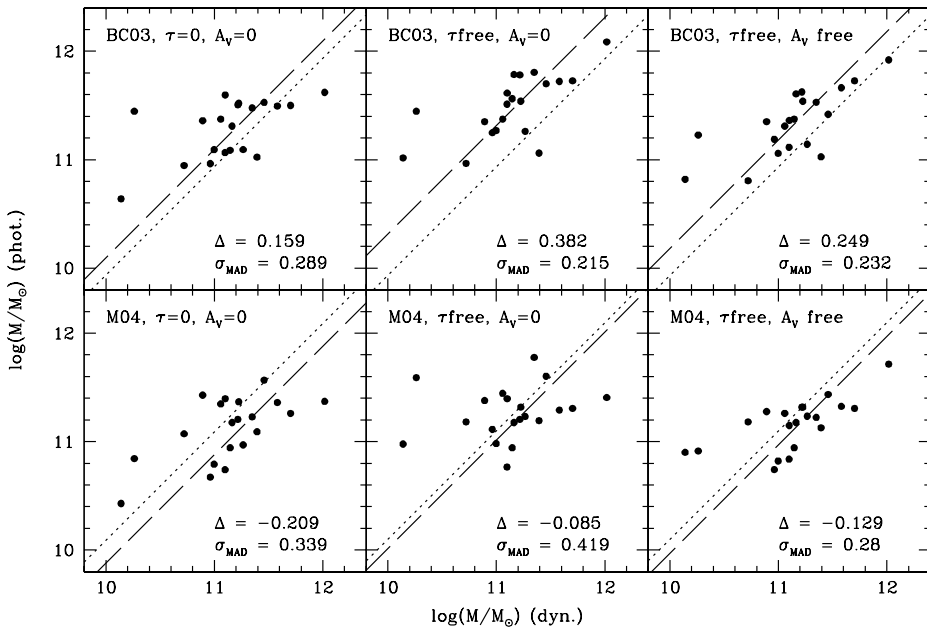 BC03, τ=0, A_V=0
BC03, τfree, A_V=0
BC03, τfree, A_V free
12
11
10
Δ = 0.159
σ_MAD = 0.289
Δ = 0.382
σ_MAD = 0.215
Δ = 0.249
σ_MAD = 0.232
log(M/M_⊙) (phot.)
M04, τ=0, A_V=0
M04, τfree, A_V=0
M04, τfree, A_V free
12
11
10
Δ = −0.209
σ_MAD = 0.339
Δ = −0.085
σ_MAD = 0.419
Δ = −0.129
σ_MAD = 0.28
10 11 12 10 11 12 10 11 12
log(M/M_⊙) (dyn.)